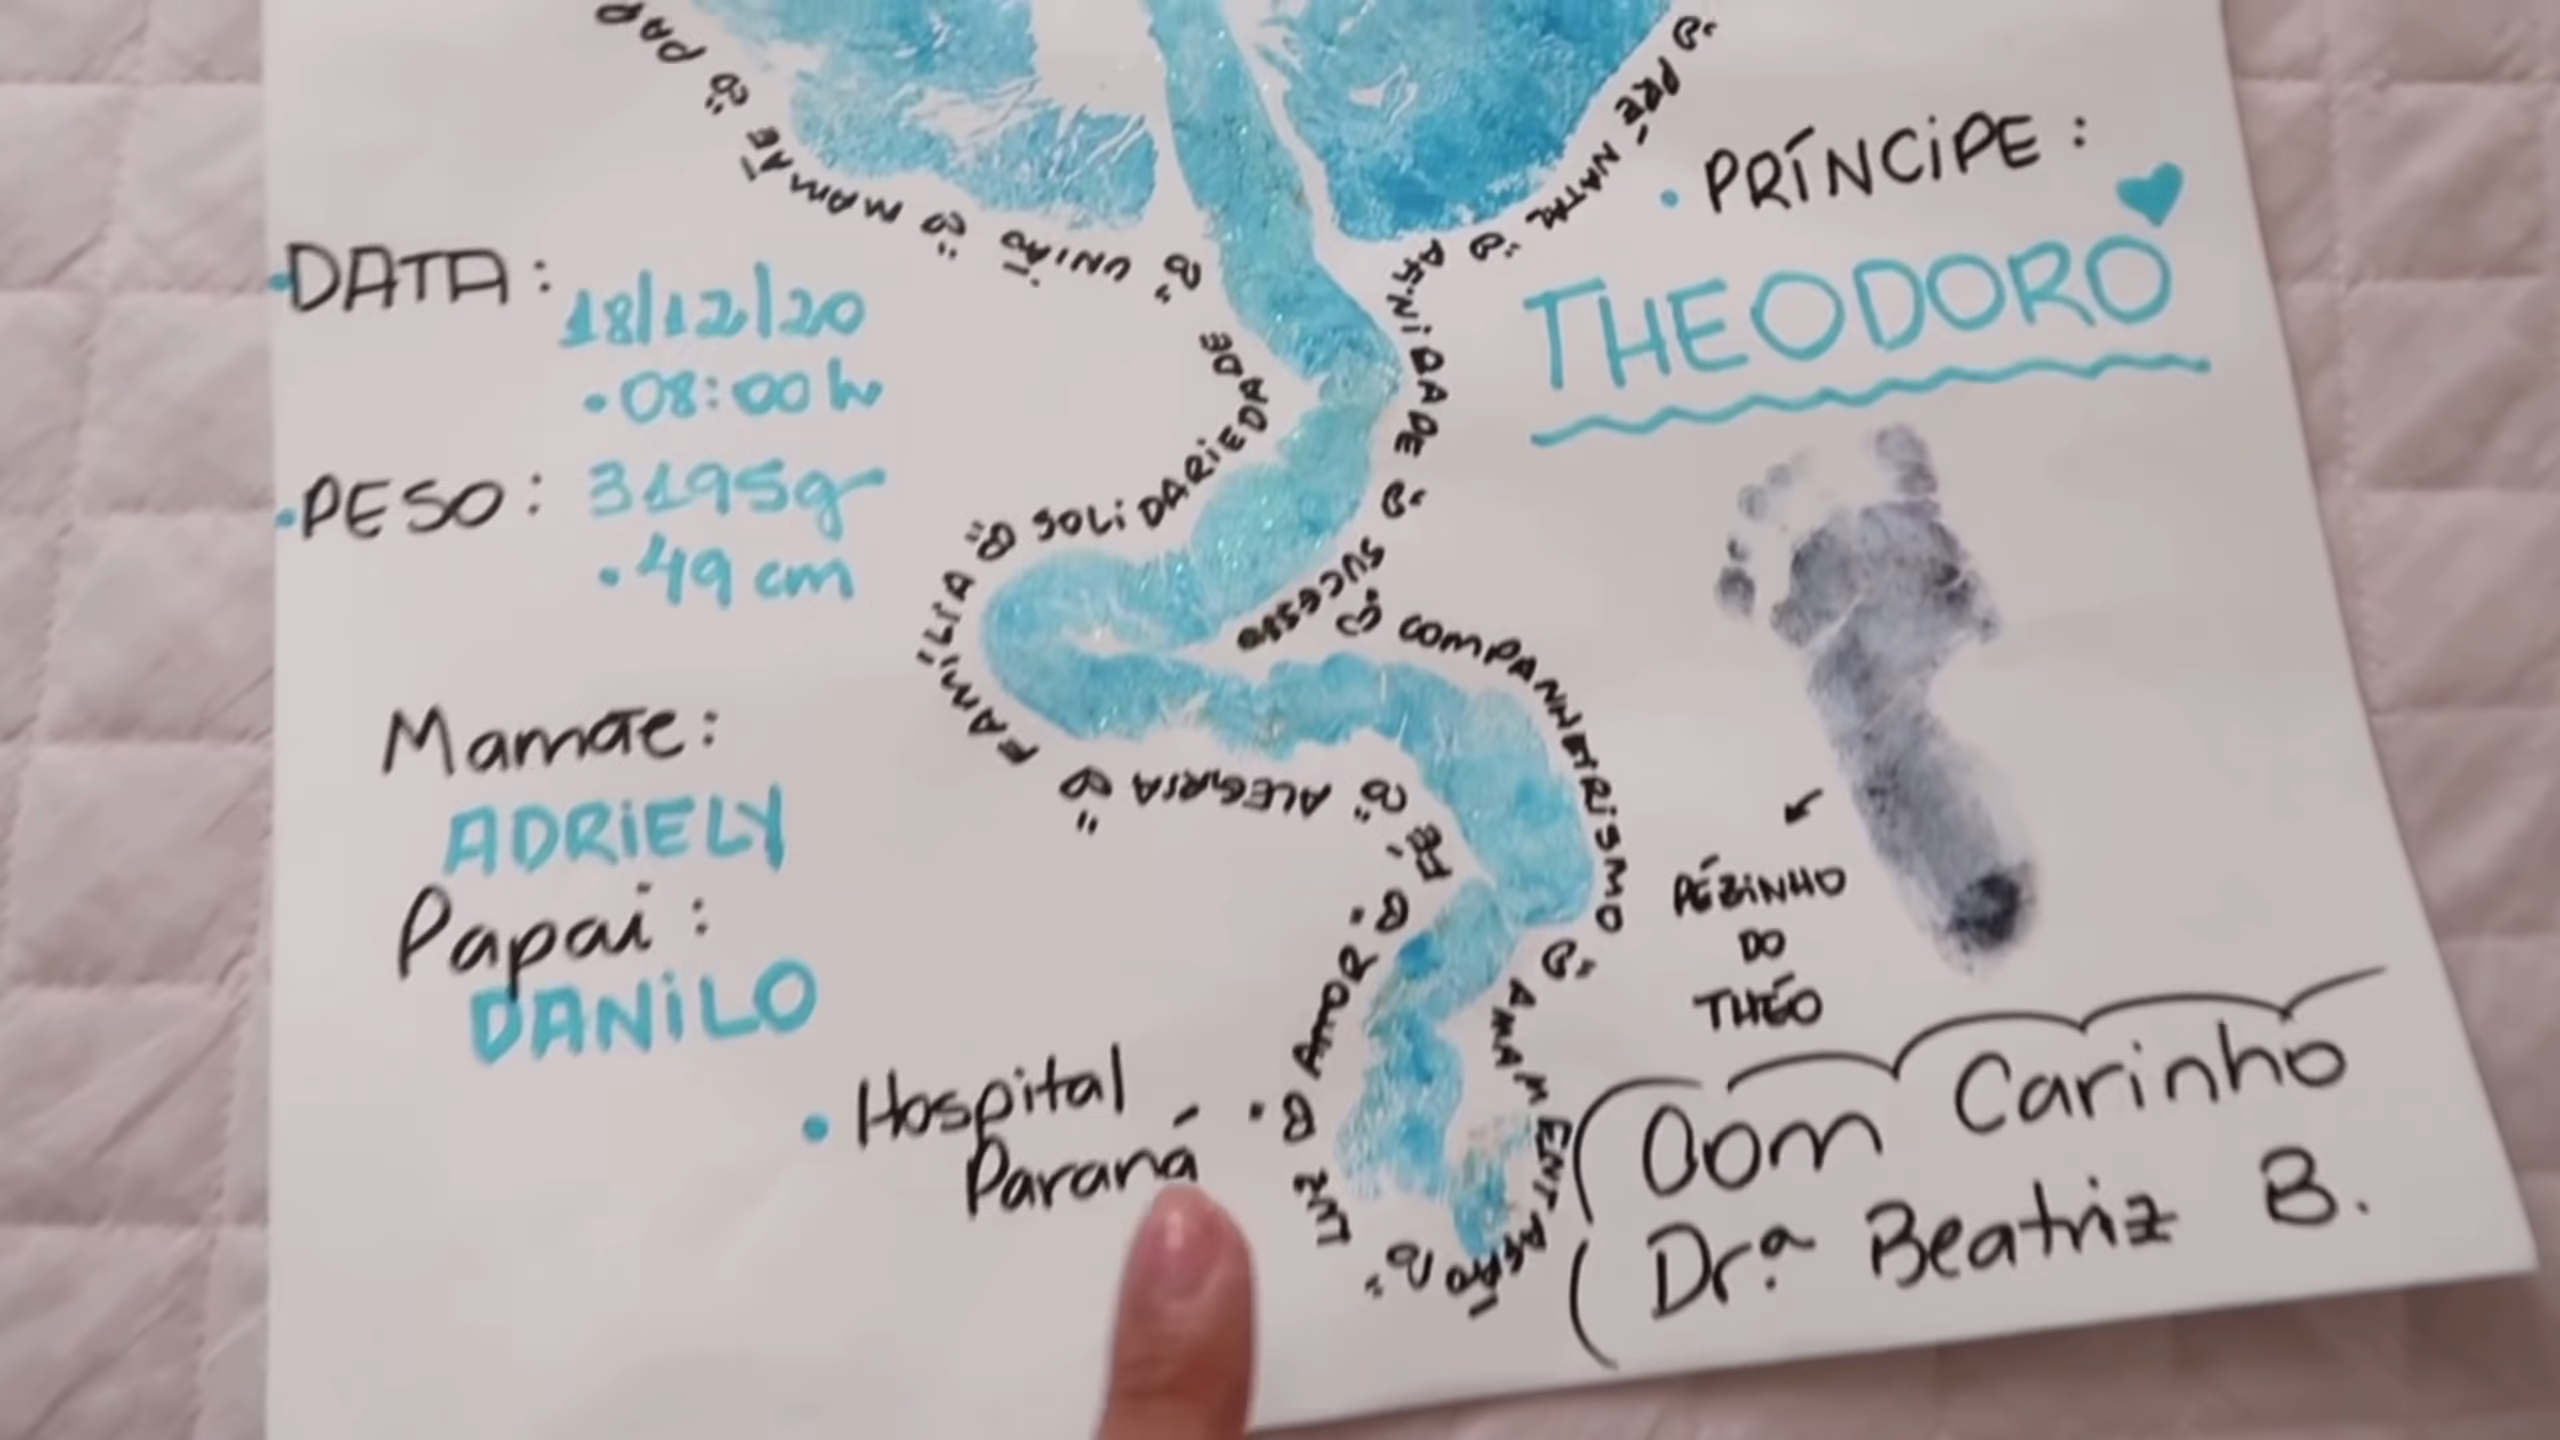 PAP
MAMÃE
UNIÃO
SOLIDARIEDADE
FAMÍLIA
ALEGRIA
FÉ
AMOR
LUZ
PRÉ NATAL
AFINIDADE
SUCESSO
COMPANHEIRISMO
AMAMENTAÇÃO
• DATA:
18/12/20
• 08:00h
• PESO: 3195g
• 49 cm
Mamãe:
ADRIELY
Papai:
DANILO
• Hospital
Paraná
• PRÍNCIPE:
THEODORO
PÉZINHO
DO
THÉO
Com Carinho
Drª Beatriz B.